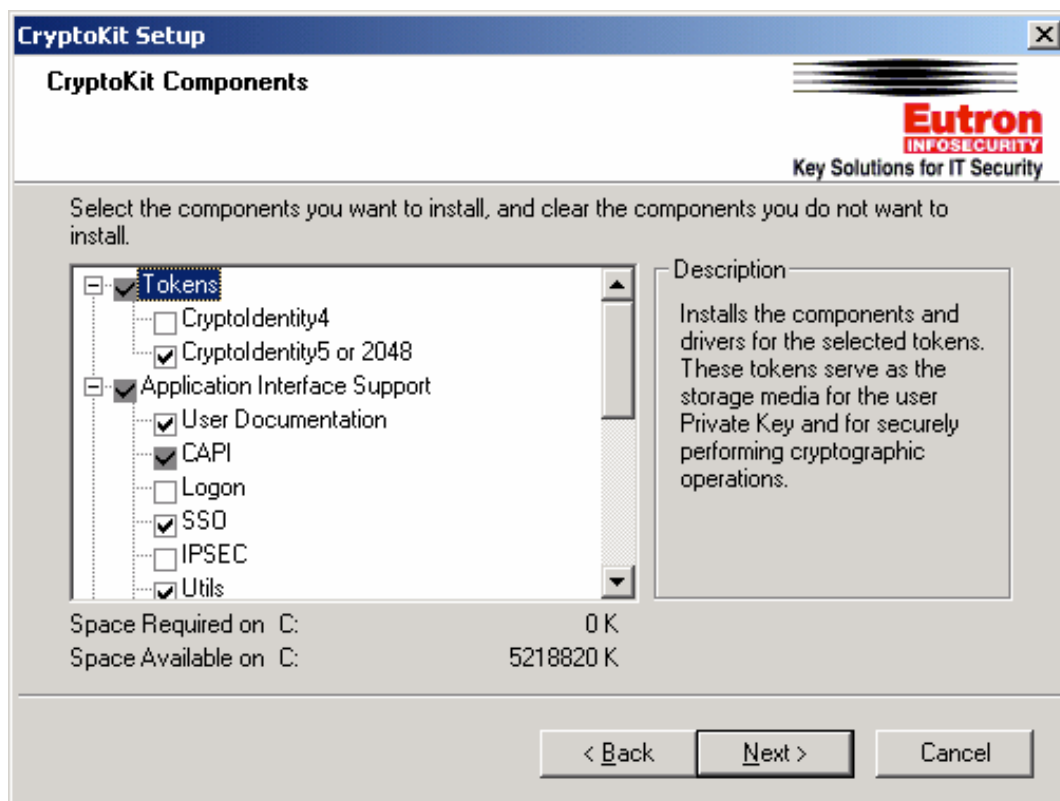 CryptoKit Setup
CryptoKit Components
Eutron
INFOSECURITY
Key Solutions for IT Security
Select the components you want to install, and clear the components you do not want to
install.
Tokens
CryptoIdentity4
CryptoIdentity5 or 2048
Application Interface Support
User Documentation
CAPI
Logon
SSO
IPSEC
Utils
Description
Installs the components and
drivers for the selected tokens.
These tokens serve as the
storage media for the user
Private Key and for securely
performing cryptographic
operations.
Space Required on C: 0 K
Space Available on C: 5218820 K
< Back
Next >
Cancel